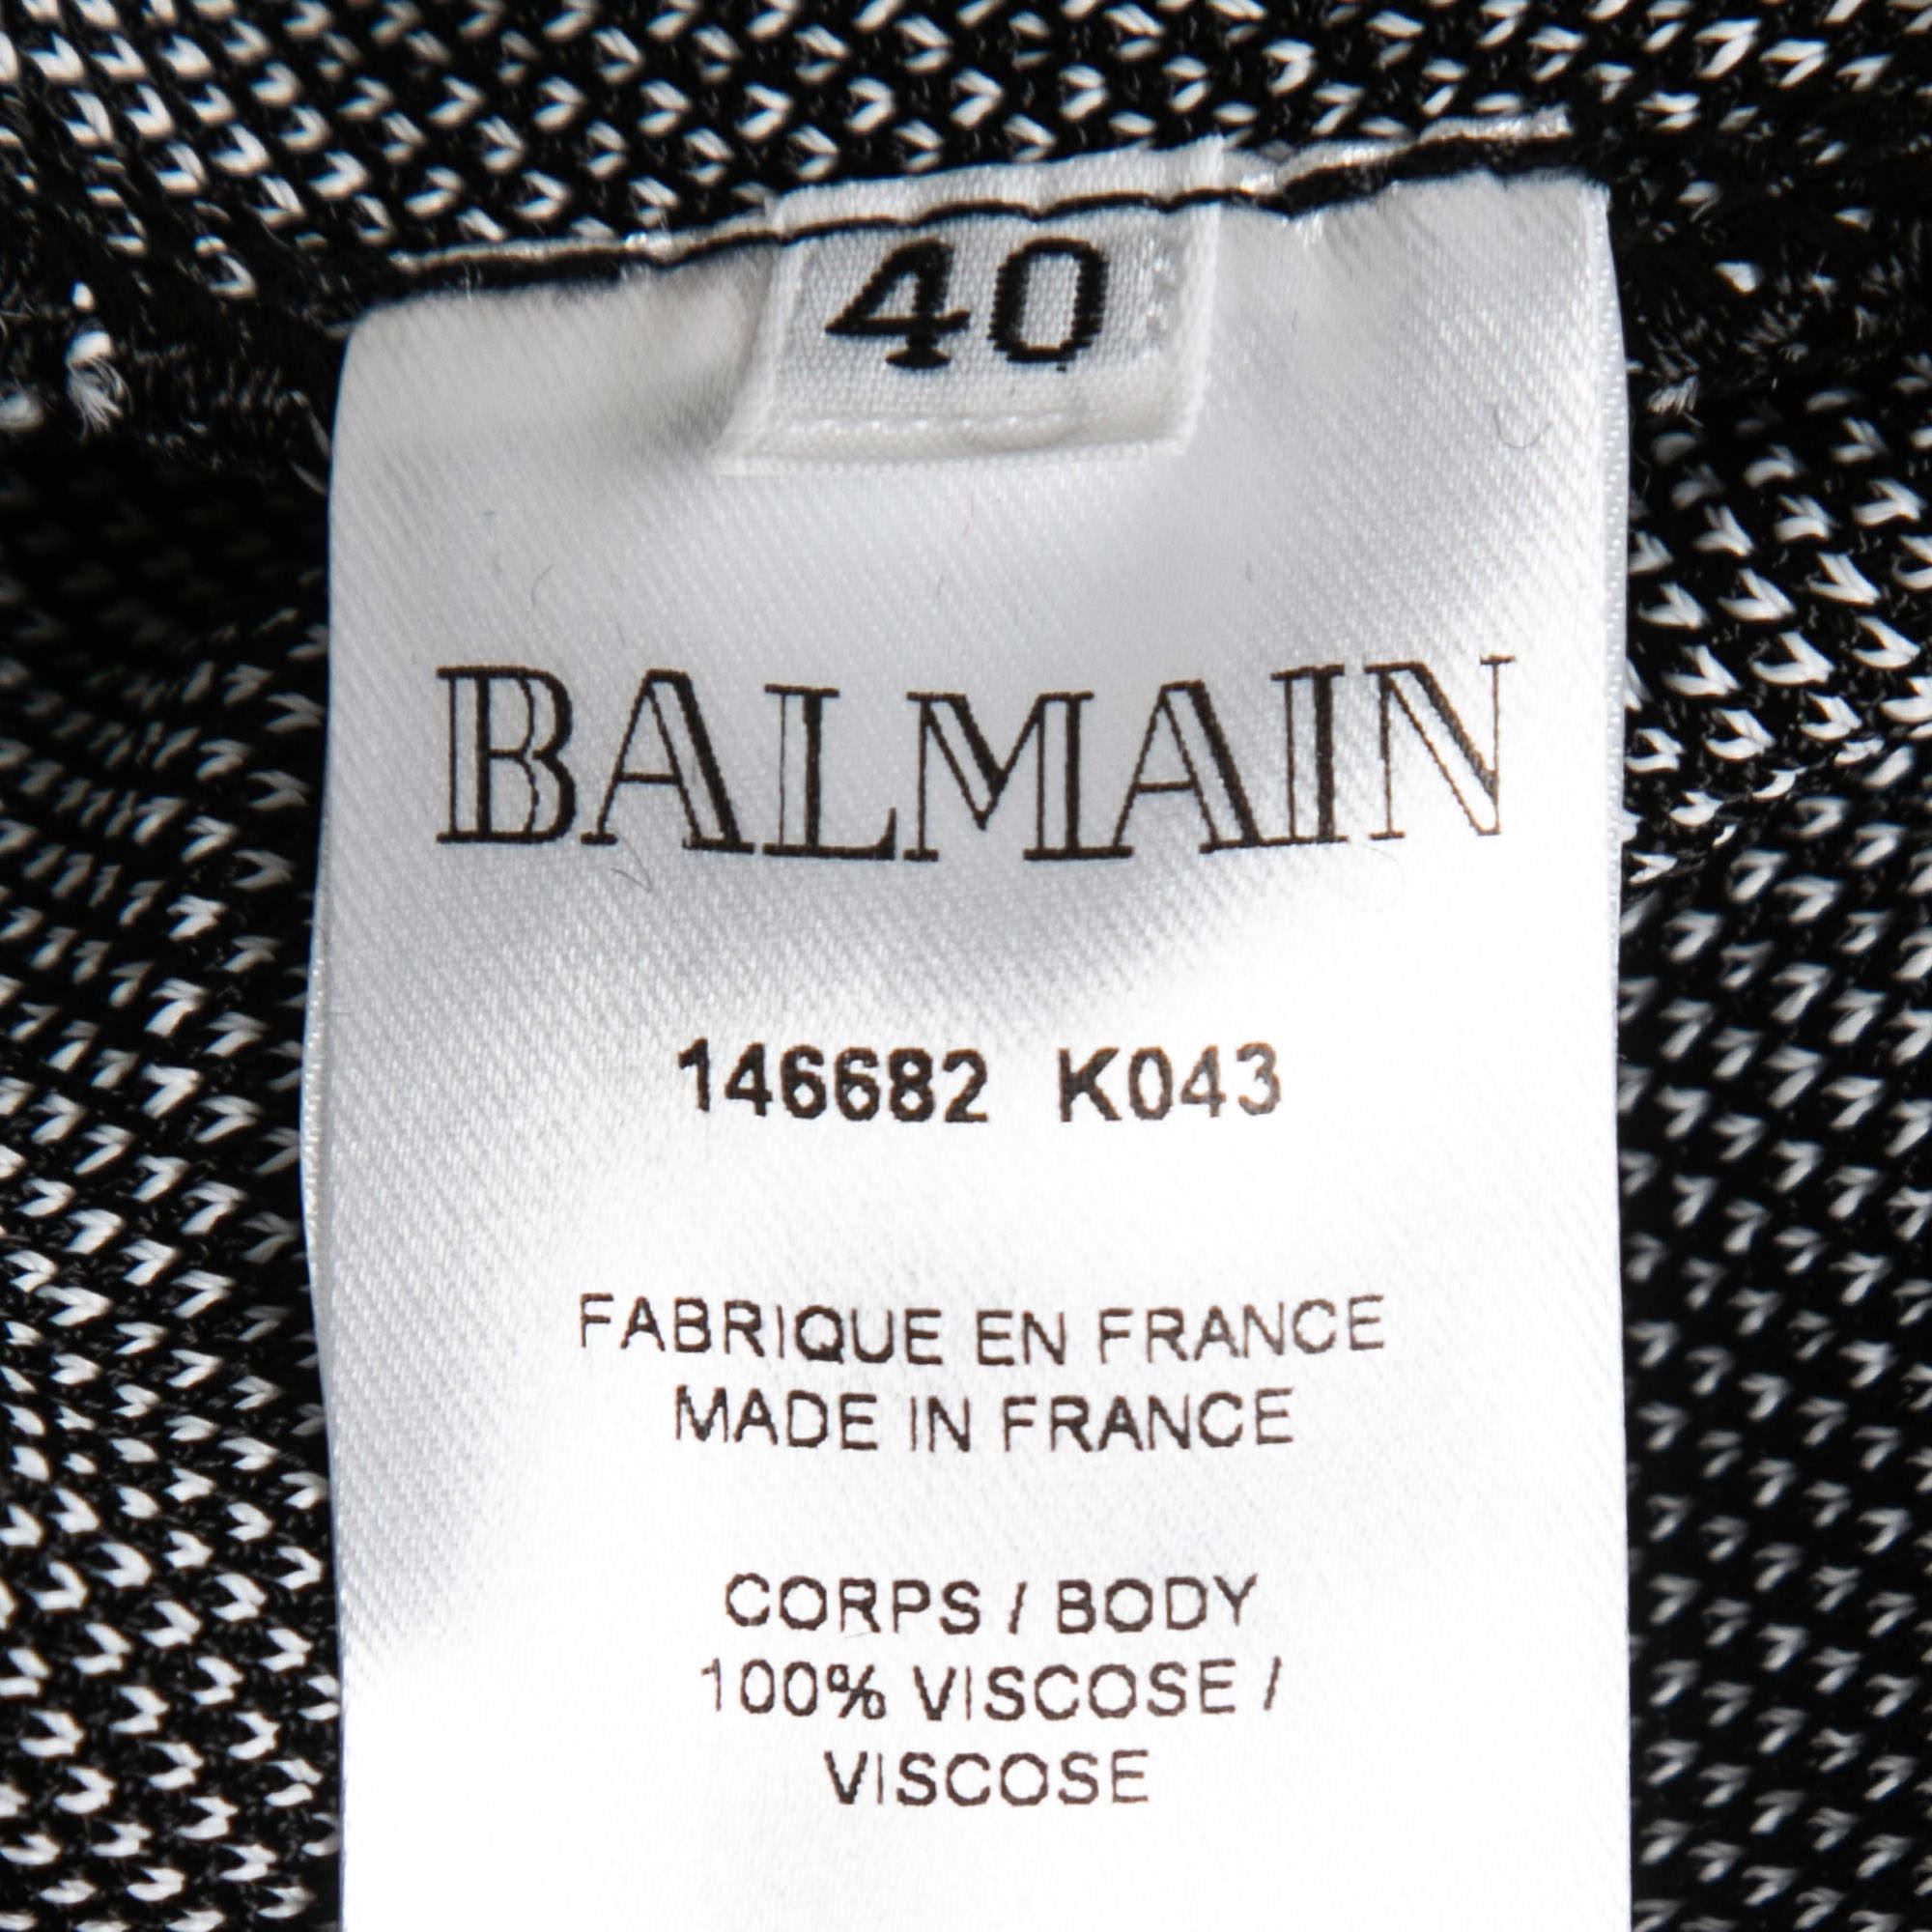 40
BALMAIN
146682 K043
FABRIQUE EN FRANCE
MADE IN FRANCE
CORPS / BODY
100% VISCOSE /
VISCOSE